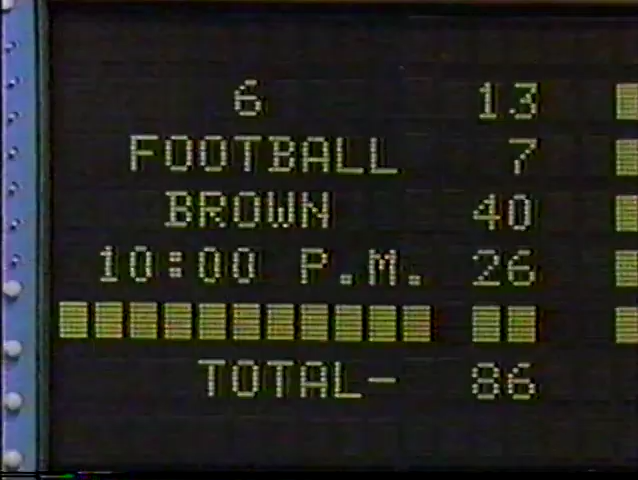 6 13
FOOTBALL 7
BROWN 40
10:00 P.M. 26
TOTAL- 86